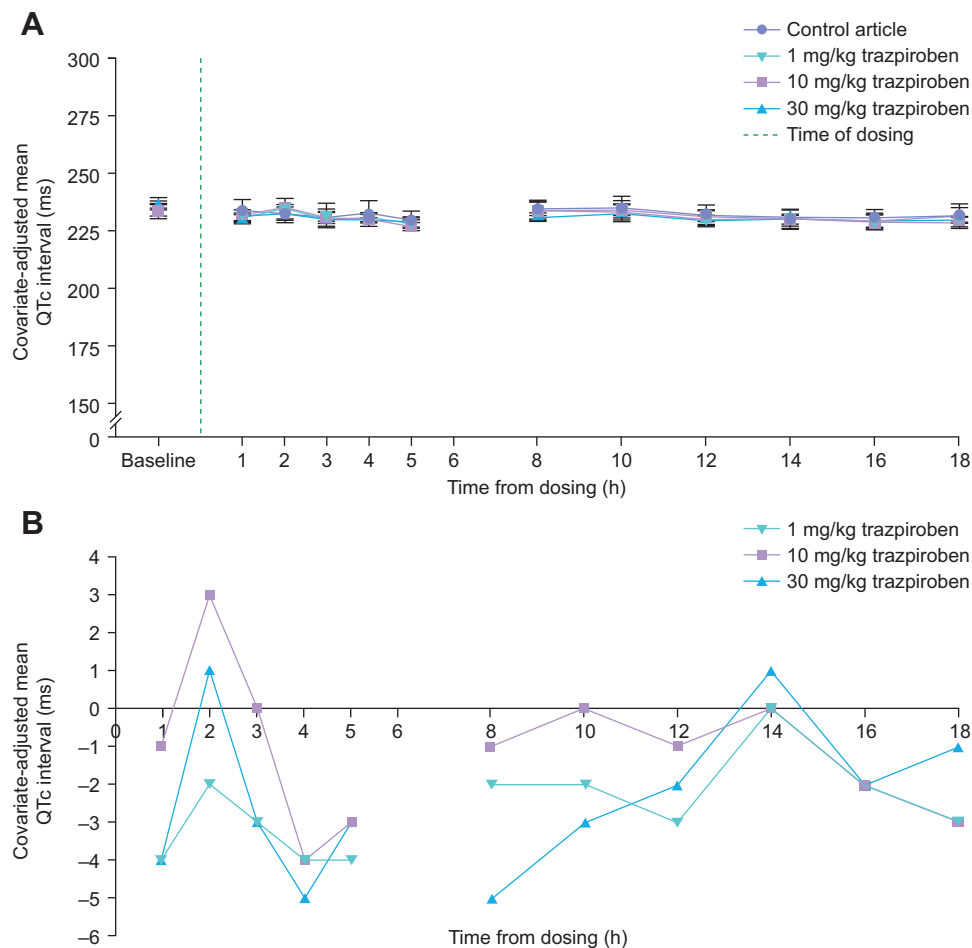 A
Control article
1 mg/kg trazpiroben
10 mg/kg trazpiroben
30 mg/kg trazpiroben
Time of dosing
Covariate-adjusted mean
QTc interval (ms)
300
275
250
225
200
175
150
0
Baseline 1 2 3 4 5 6 8 10 12 14 16 18
Time from dosing (h)
B
1 mg/kg trazpiroben
10 mg/kg trazpiroben
30 mg/kg trazpiroben
Covariate-adjusted mean
QTc interval (ms)
4
3
2
1
0
–1
–2
–3
–4
–5
–6
0 1 2 3 4 5 6 8 10 12 14 16 18
Time from dosing (h)